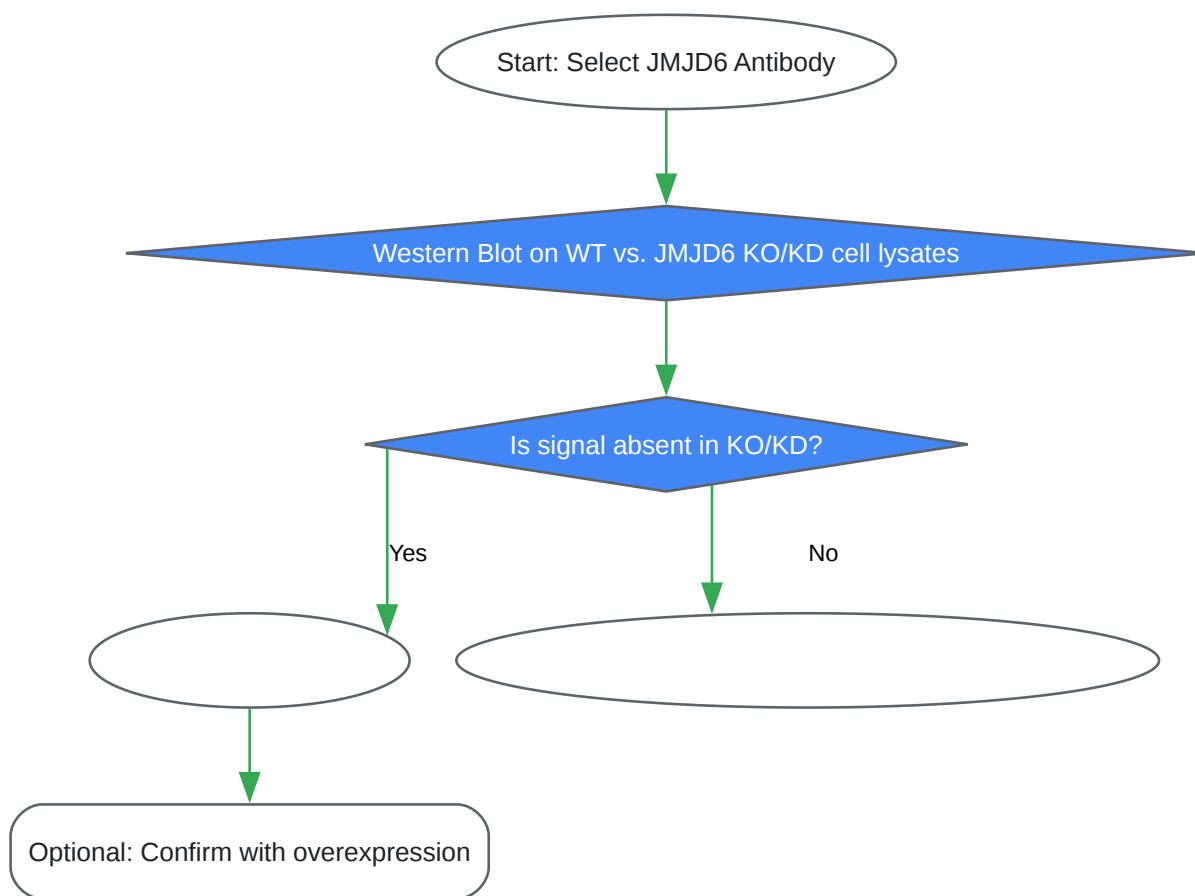 Start: Select JMJD6 Antibody
Western Blot on WT vs. JMJD6 KO/KD cell lysates
Is signal absent in KO/KD?
Yes
No
Optional: Confirm with overexpression